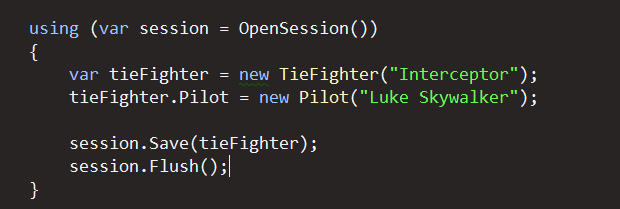 using (var session = OpenSession())
{
var tieFighter = new TieFighter("Interceptor");
tieFighter.Pilot = new Pilot("Luke Skywalker");
session.Save(tieFighter);
session.Flush();
}